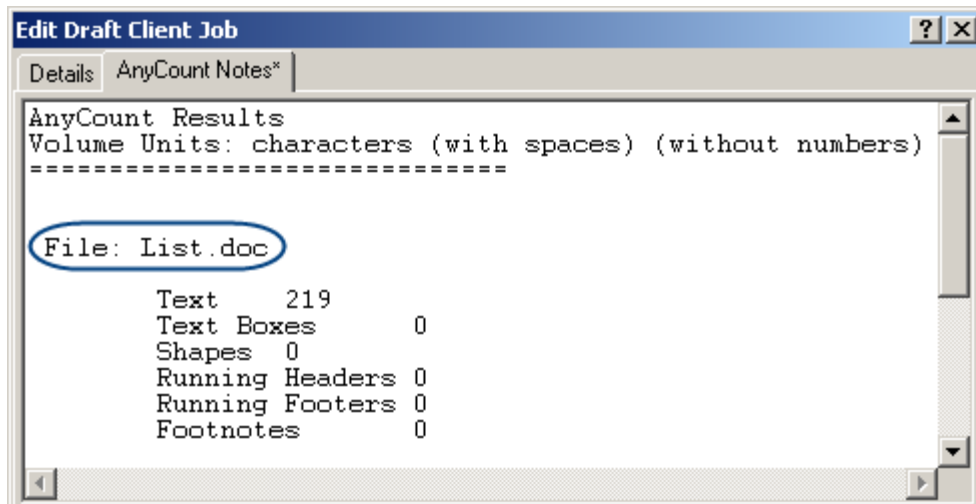 Edit Draft Client Job
Details AnyCount Notes*
AnyCount Results
Volume Units: characters (with spaces) (without numbers)
==============================
File: List.doc
Text 219
Text Boxes 0
Shapes 0
Running Headers 0
Running Footers 0
Footnotes 0